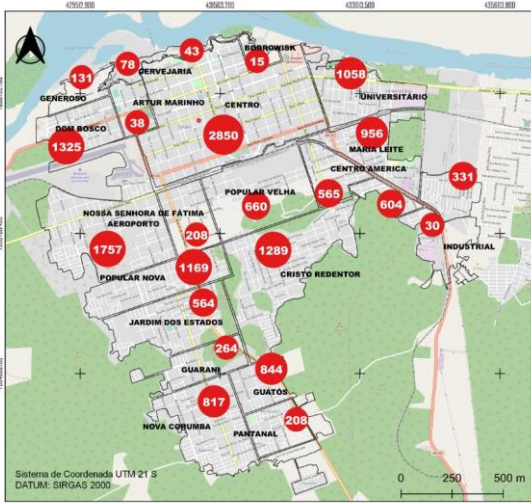 43
BORROWISK
78
CERVEJARIA
15
131
1058
GENEROSO
ARTUR MARINHO
CENTRO
UNIVERSITÁRIO
DOM BOSCO
38
1325
2850
956
MARIA LEITE
CENTRO AMERICA
331
POPULAR VELHA
565
604
660
NOSSA SENHORA DE FÁTIMA
AEROPORTO
208
30
INDUSTRIAL
1757
1289
1169
POPULAR NOVA
CRISTO REDENTOR
564
JARDIM DOS ESTADOS
264
GUARANI
844
GUATÓS
817
208
NOVA CORUMBA
PANTANAL
Sistema de Coordenada UTM 21 S
DATUM: SIRGAS 2000
0 250 500 m